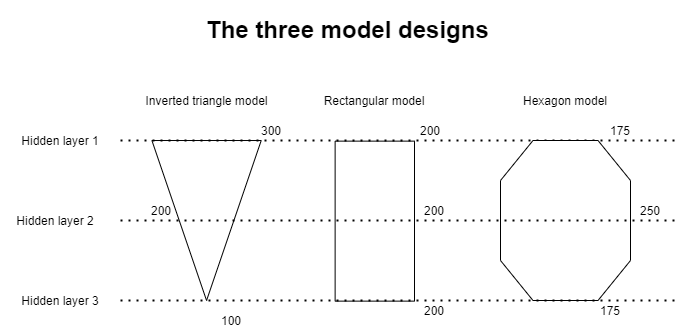 The three model designs
Inverted triangle model
Rectangular model
Hexagon model
Hidden layer 1
300
200
175
Hidden layer 2
200
200
250
Hidden layer 3
100
200
175